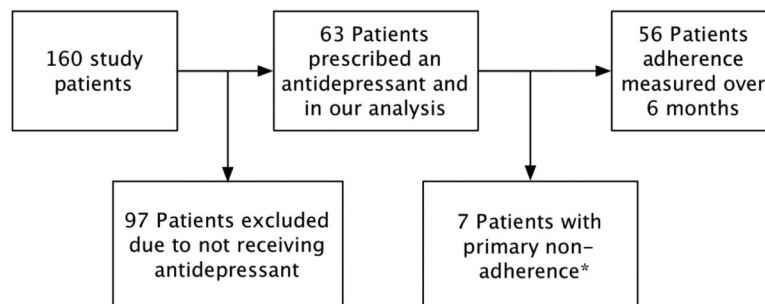 160 study
patients
63 Patients
prescribed an
antidepressant and
in our analysis
56 Patients
adherence
measured over
6 months
97 Patients excluded
due to not receiving
antidepressant
7 Patients with
primary non-
adherence*